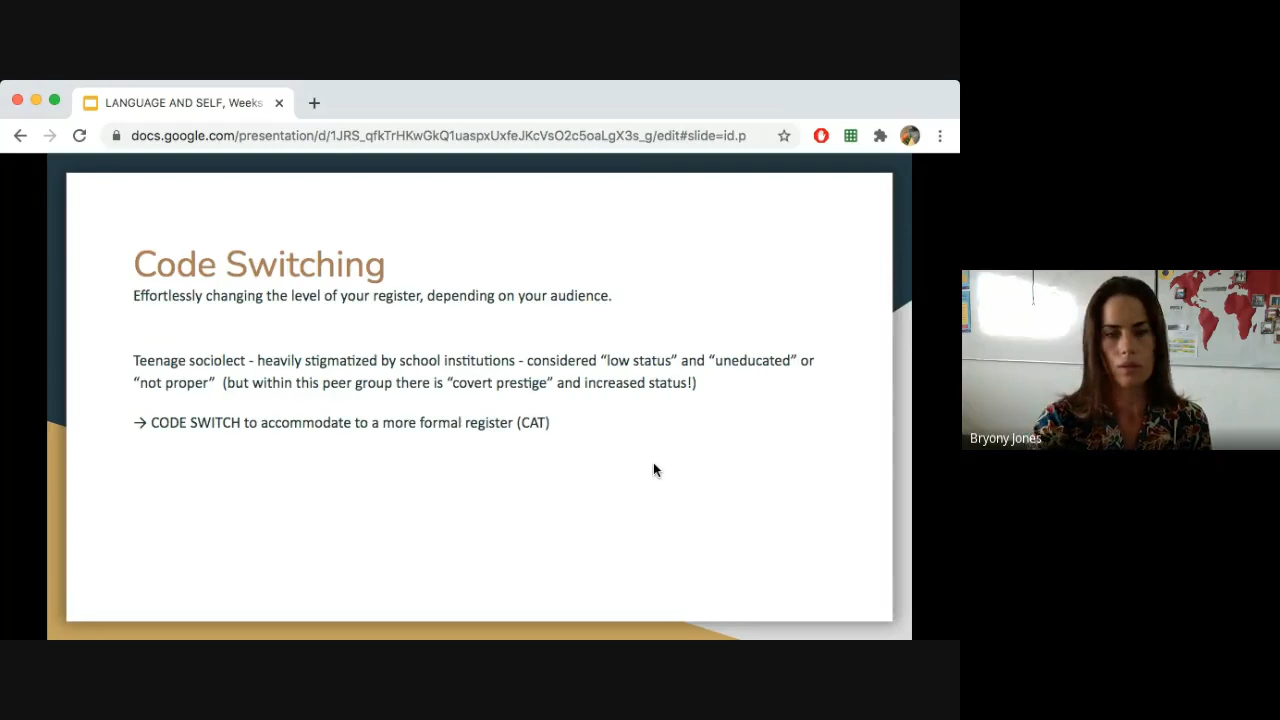 LANGUAGE AND SELF, Weeks
docs.google.com/presentation/d/1JRS_qfkTrHKwGkQ1uaspxUxfeJKcVsO2c5oaLgX3s_g/edit#slide=id.p
Code Switching
Effortlessly changing the level of your register, depending on your audience.
Teenage sociolect - heavily stigmatized by school institutions - considered “low status” and “uneducated” or
“not proper”  (but within this peer group there is “covert prestige” and increased status!)
→ CODE SWITCH to accommodate to a more formal register (CAT)
Bryony Jones